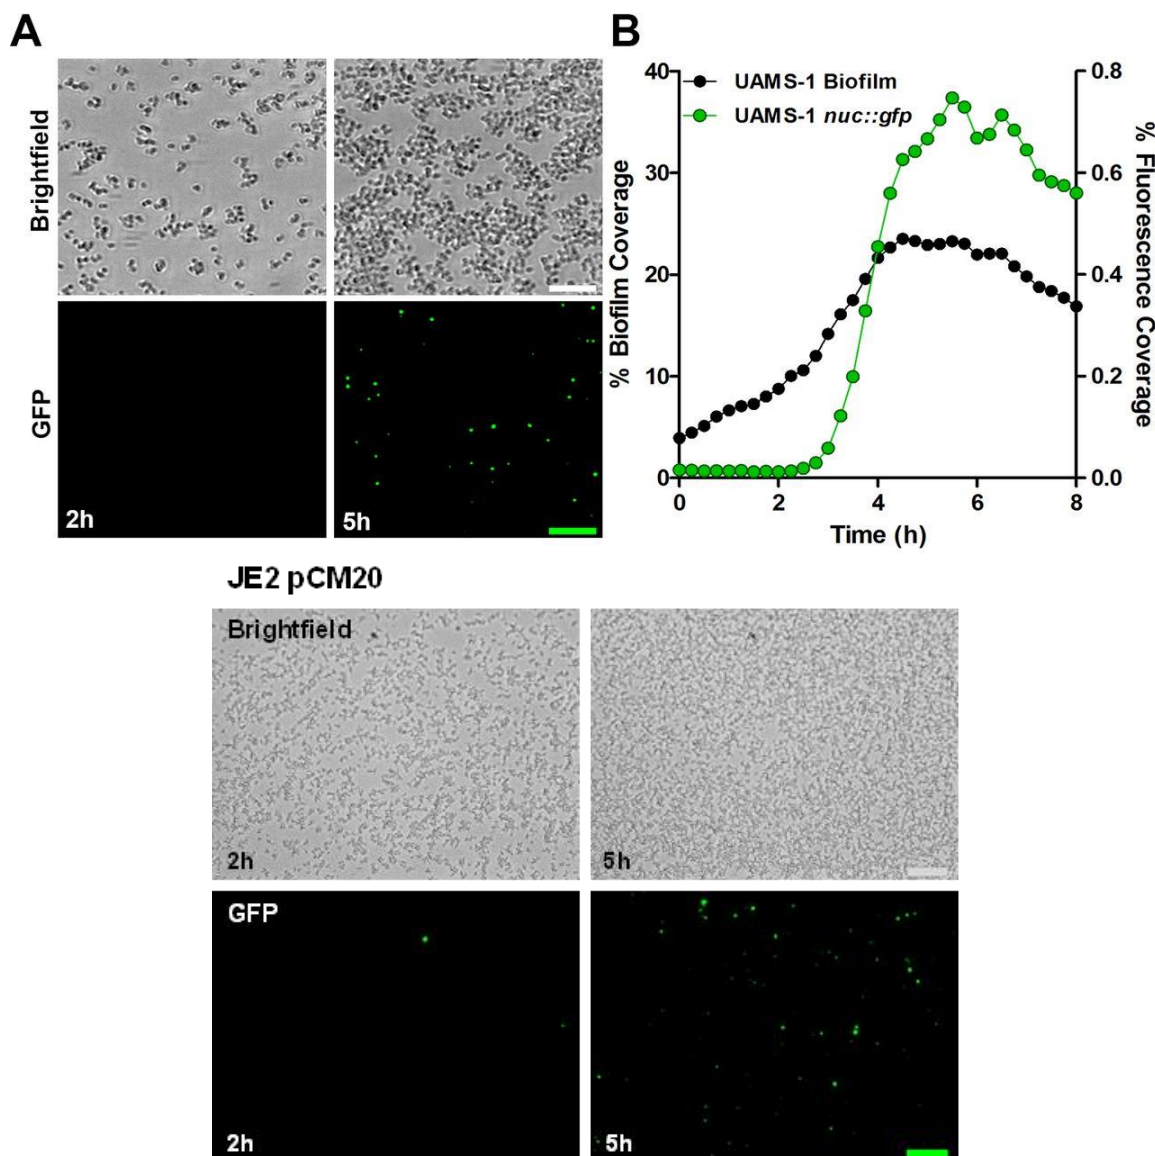 A
Brightfield
GFP
2h
5h
B
UAMS-1 Biofilm
UAMS-1 nuc::gfp
40
30
20
10
0
% Biofilm Coverage
0.8
0.6
0.4
0.2
0.0
% Fluorescence Coverage
0 2 4 6 8
Time (h)
JE2 pCM20
Brightfield
2h
5h
GFP
2h
5h